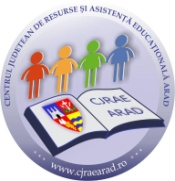 CENTRUL JUDEȚEAN DE RESURSE ȘI ASISTENȚĂ EDUCAȚIONALĂ ARAD
CJRAE
ARAD
www.cjraearad.ro